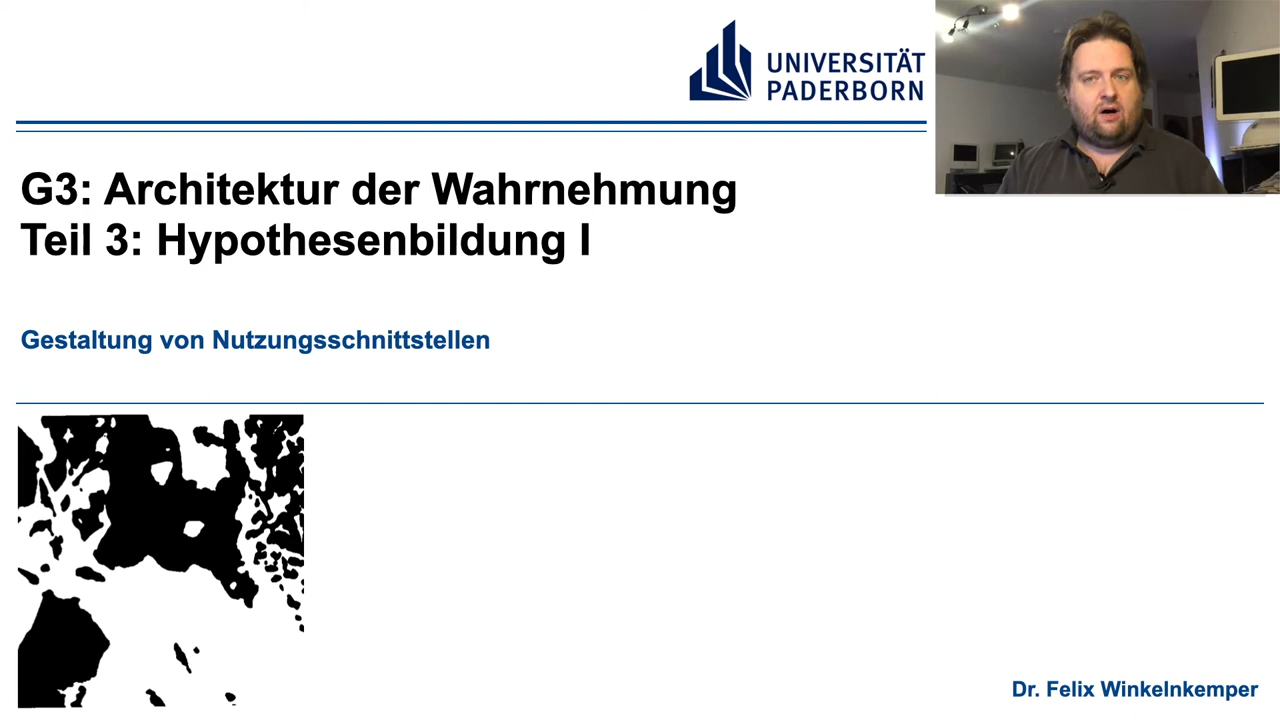 UNIVERSITÄT
PADERBORN
G3: Architektur der Wahrnehmung
Teil 3: Hypothesenbildung I
Gestaltung von Nutzungsschnittstellen
Dr. Felix Winkelnkemper